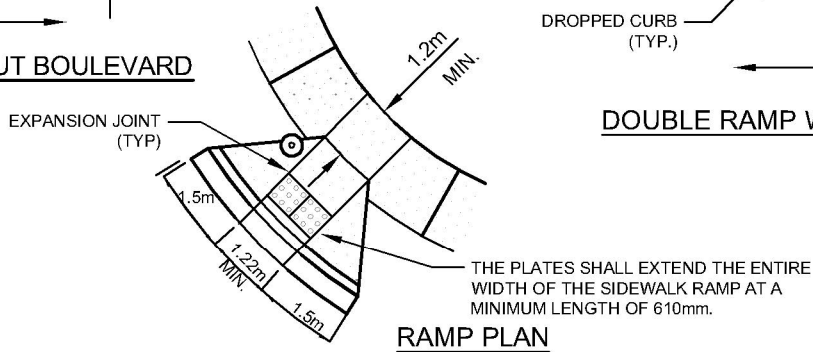 DROPPED CURB
(TYP.)
UT BOULEVARD
1.2m
MIN.
EXPANSION JOINT
(TYP)
DOUBLE RAMP W
1.5m
1.22m
MIN.
1.5m
THE PLATES SHALL EXTEND THE ENTIRE
WIDTH OF THE SIDEWALK RAMP AT A
MINIMUM LENGTH OF 610mm.
RAMP PLAN